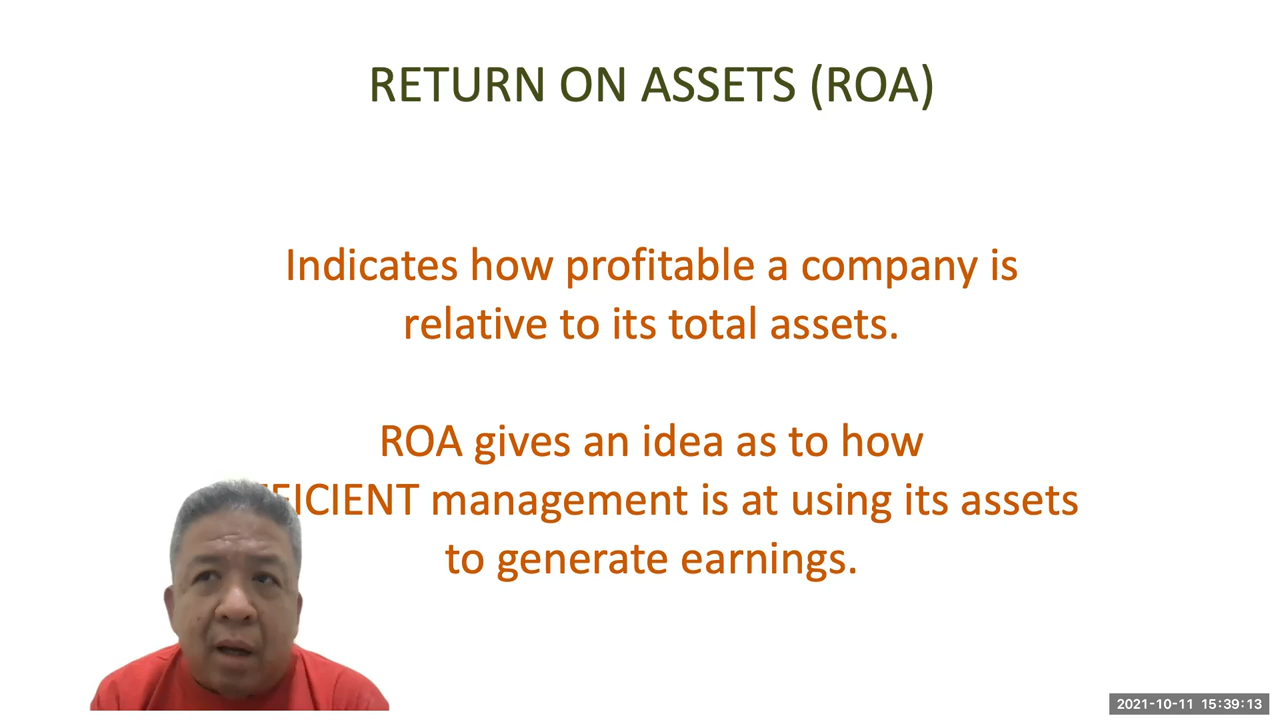 RETURN ON ASSETS (ROA)
Indicates how profitable a company is
relative to its total assets.
ROA gives an idea as to how
management is at using its assets
to generate earnings.
2021-10-11 15:39:13